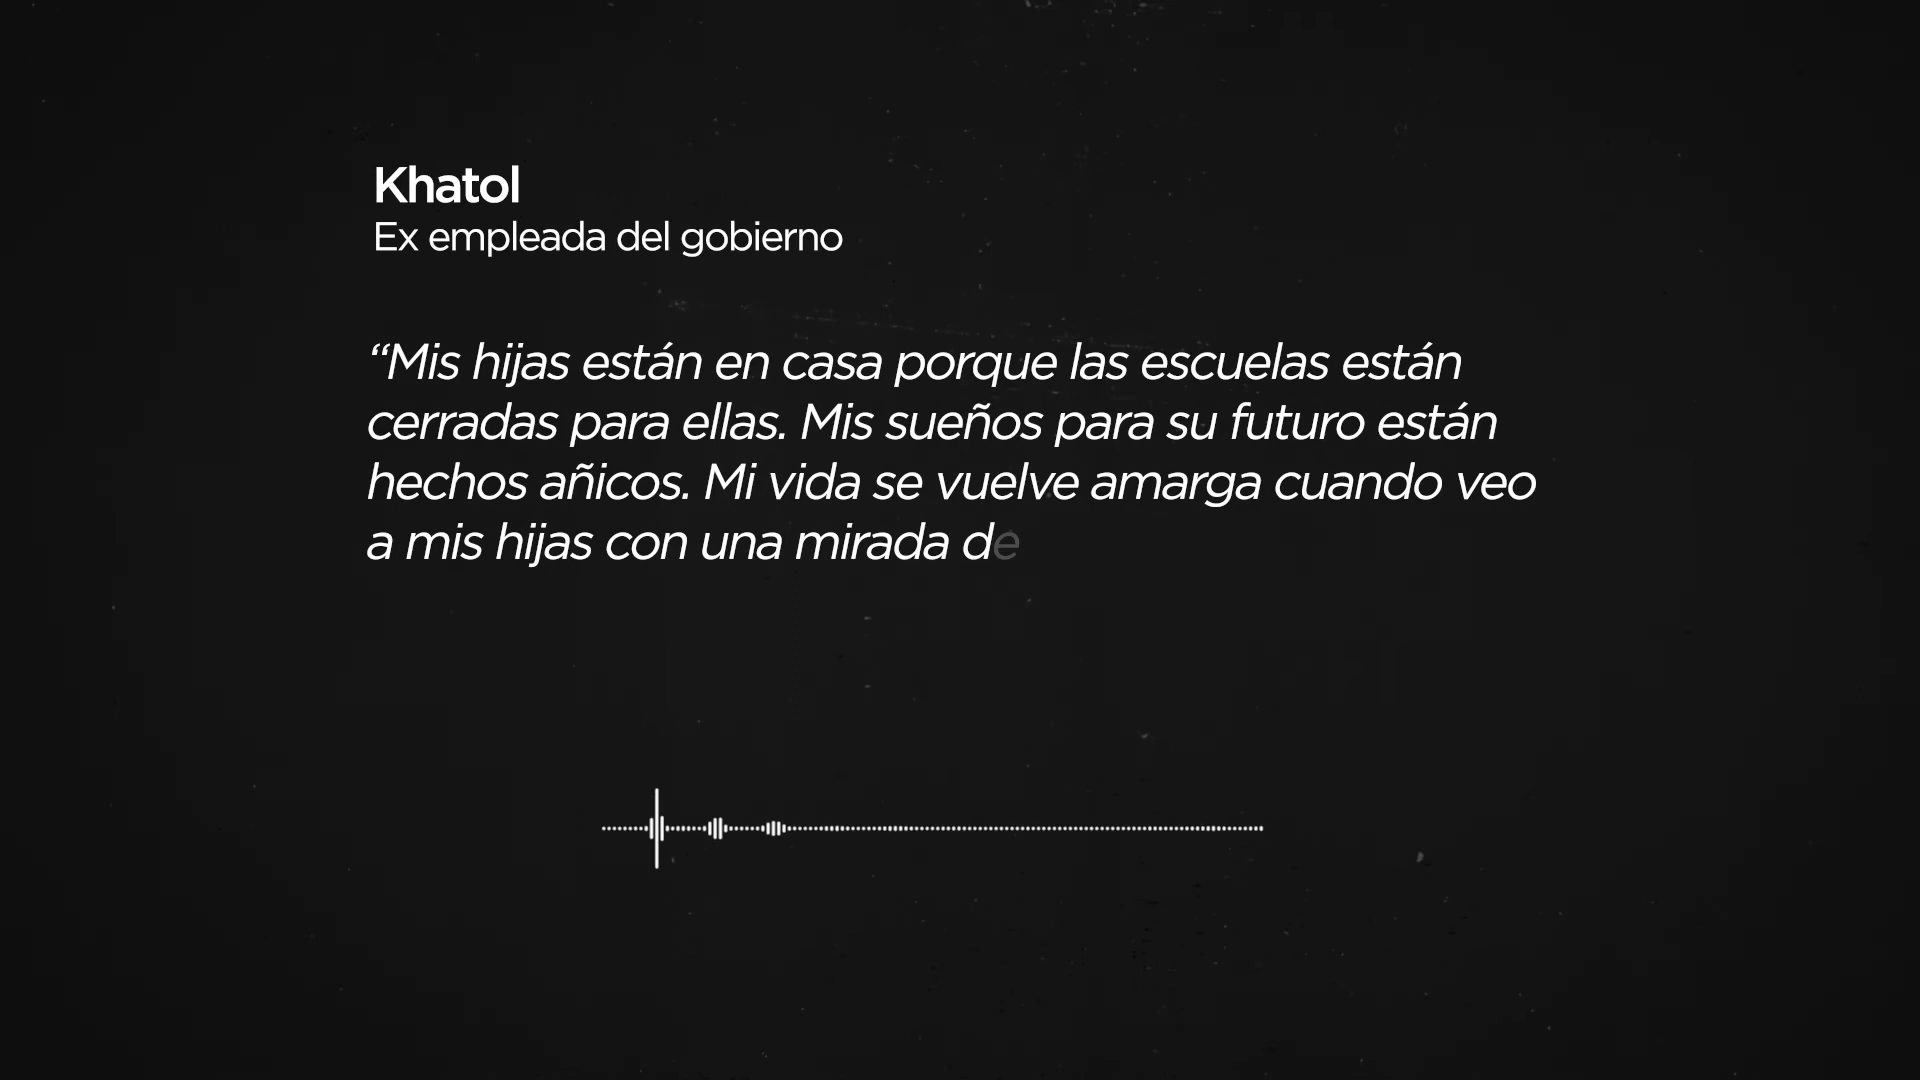 Khatol
Ex empleada del gobierno
“Mis hijas están en casa porque las escuelas están
cerradas para ellas. Mis sueños para su futuro están
hechos añicos. Mi vida se vuelve amarga cuando veo
a mis hijas con una mirada de